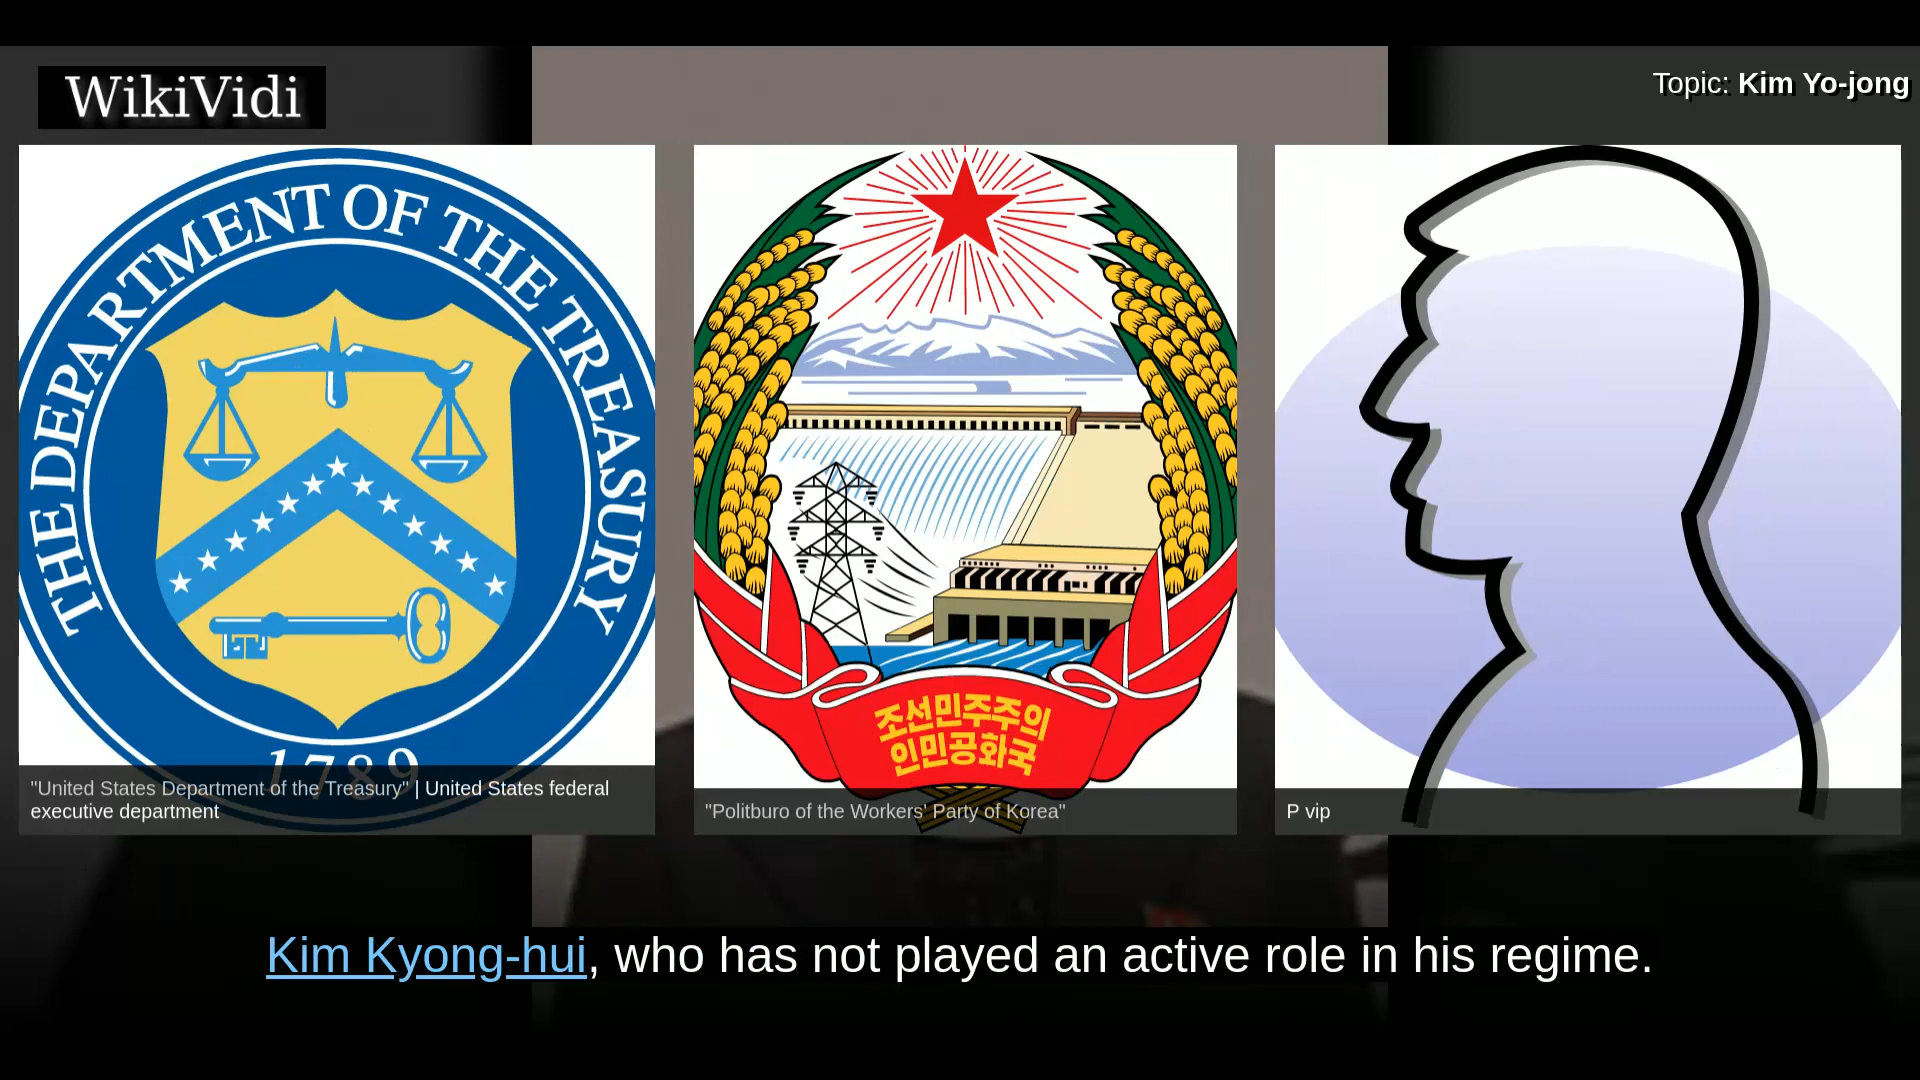 WikiVidi
Topic: Kim Yo-jong
THE DEPARTMENT OF THE TREASURY
1789
"United States Department of the Treasury" | United States federal
executive department
조선민주주의
인민공화국
"Politburo of the Workers' Party of Korea"
P vip
Kim Kyong-hui, who has not played an active role in his regime.